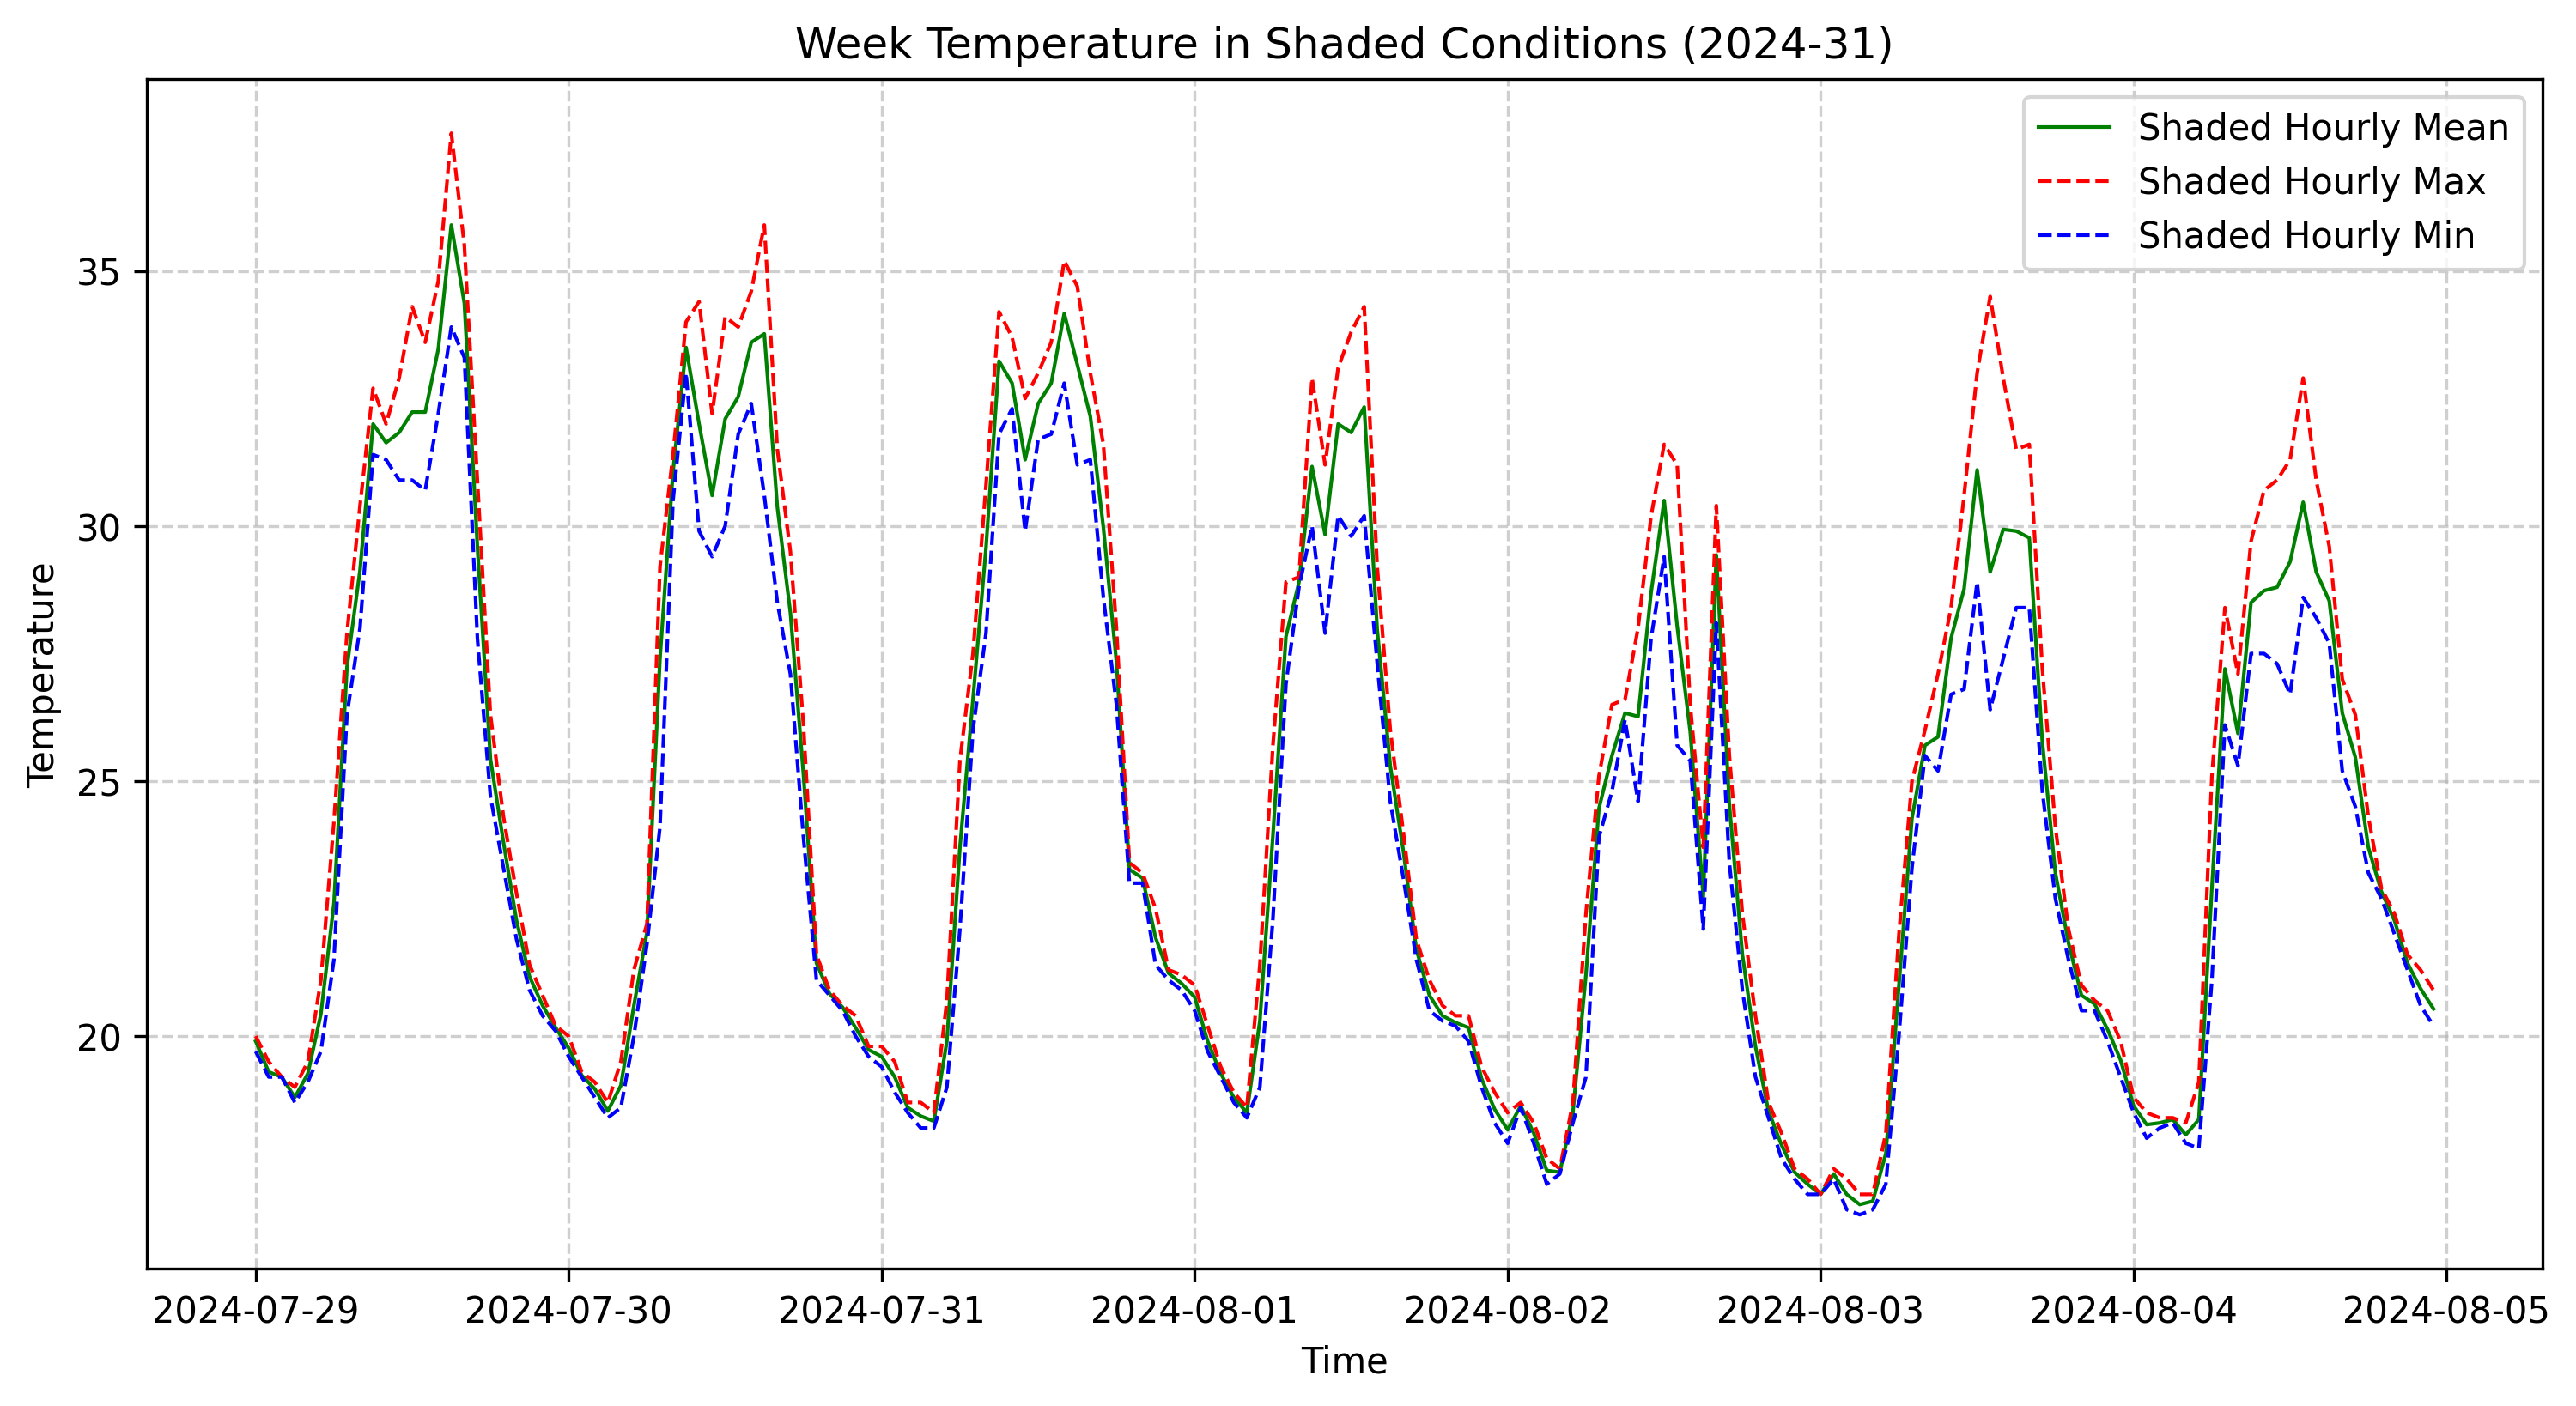 Week Temperature in Shaded Conditions (2024-31)
Shaded Hourly Mean
Shaded Hourly Max
Shaded Hourly Min
Temperature
35
30
25
20
2024-07-29 2024-07-30 2024-07-31 2024-08-01 2024-08-02 2024-08-03 2024-08-04 2024-08-05
Time